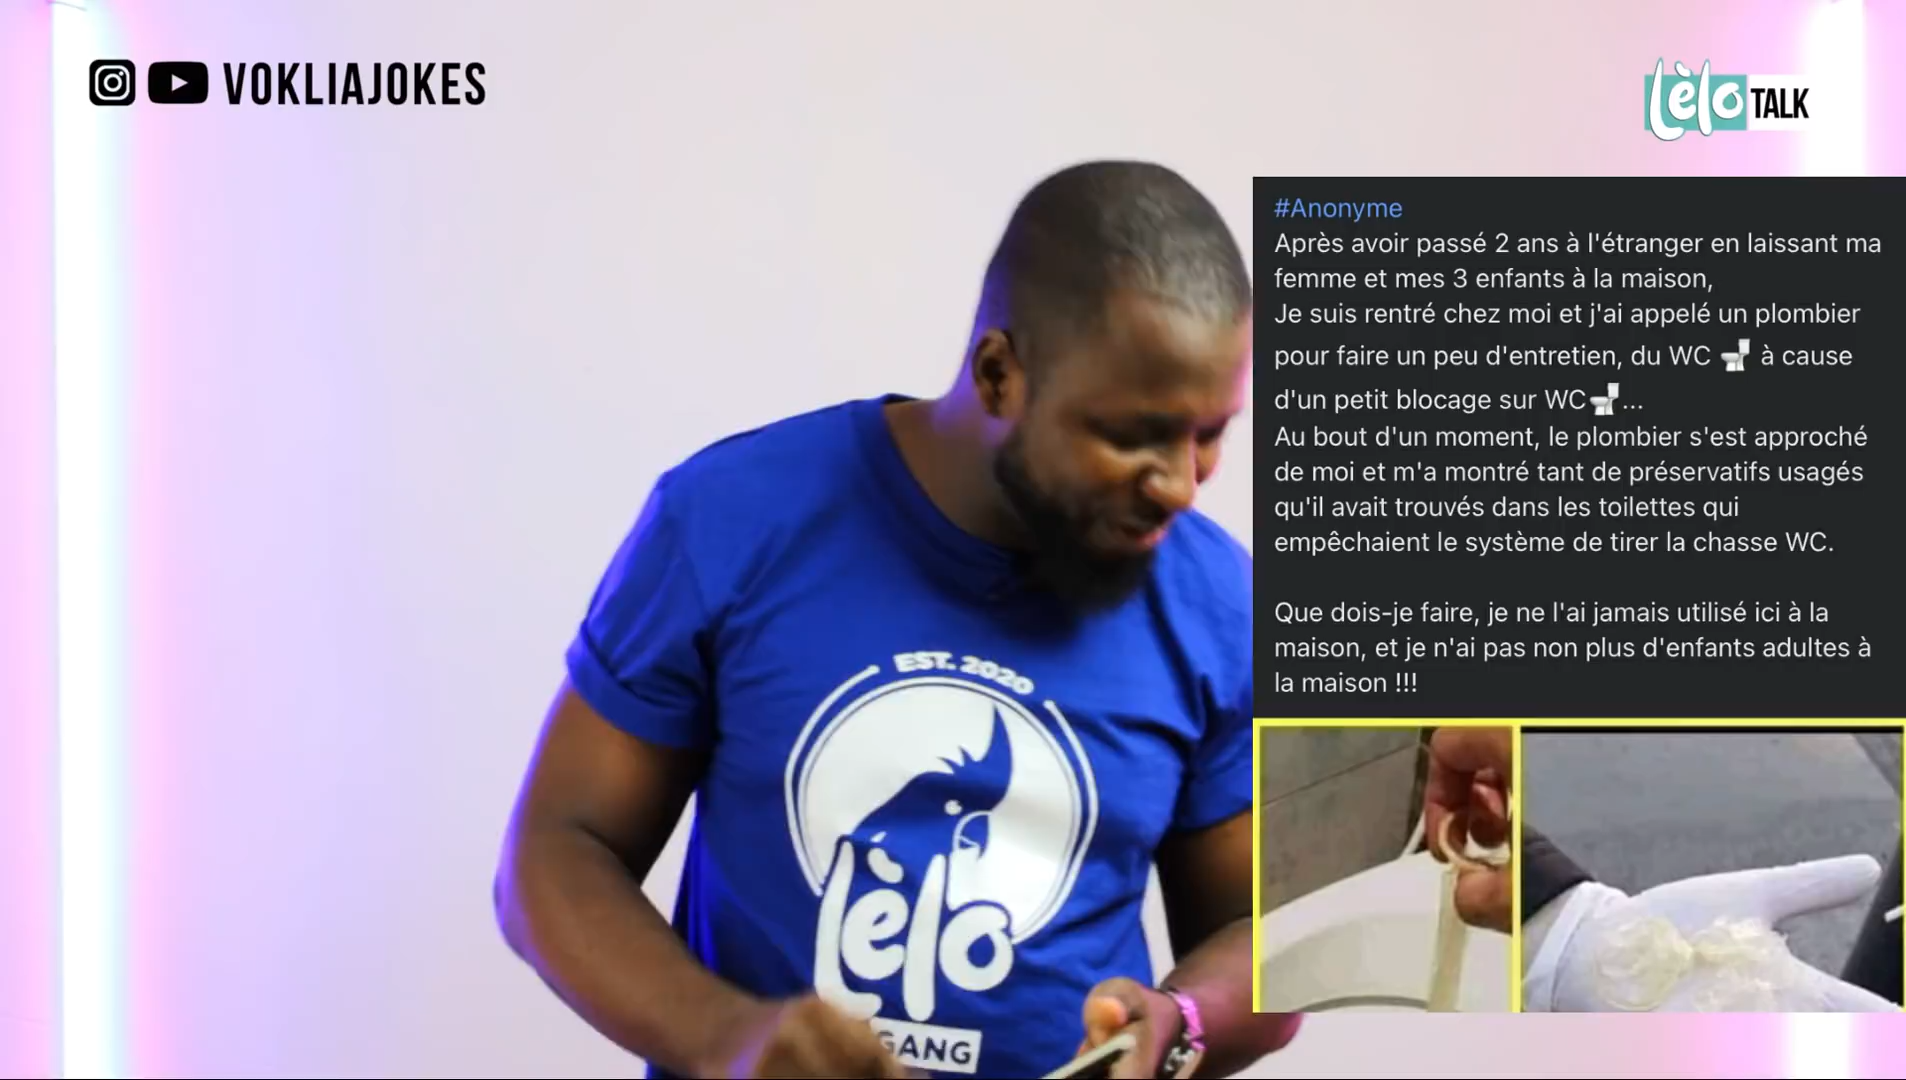 VOKLIAJOKES
Lèlo TALK
#Anonyme
Après avoir passé 2 ans à l'étranger en laissant ma
femme et mes 3 enfants à la maison,
Je suis rentré chez moi et j'ai appelé un plombier
pour faire un peu d'entretien, du WC 🚽 à cause
d'un petit blocage sur WC🚽...
Au bout d'un moment, le plombier s'est approché
de moi et m'a montré tant de préservatifs usagés
qu'il avait trouvés dans les toilettes qui
empêchaient le système de tirer la chasse WC.
Que dois-je faire, je ne l'ai jamais utilisé ici à la
maison, et je n'ai pas non plus d'enfants adultes à
la maison !!!
EST. 2020
Lèlo
GANG